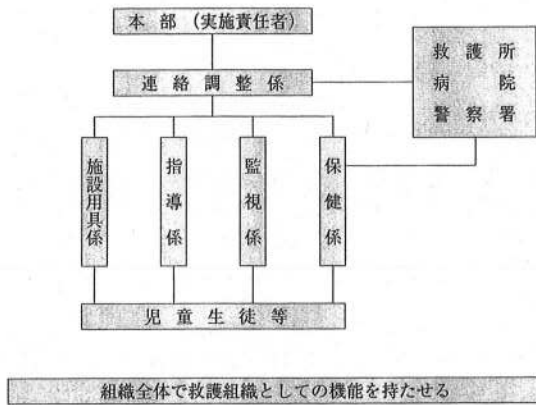 本部(実施責任者)
連絡調整係
救護所
病院
警察署
施設用具係
指導係
監視係
保健係
児童生徒等
組織全体で救護組織としての機能を持たせる